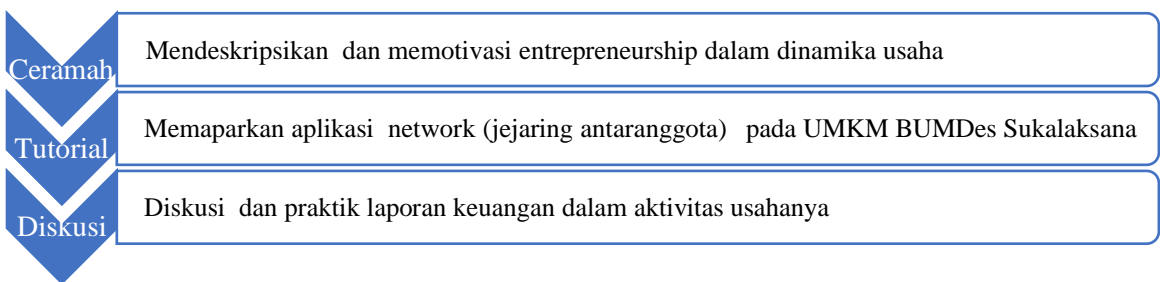 Ceramah
Mendeskripsikan dan memotivasi entrepreneurship dalam dinamika usaha
Tutorial
Memaparkan aplikasi network (jejaring antaranggota) pada UMKM BUMDes Sukalaksana
Diskusi
Diskusi dan praktik laporan keuangan dalam aktivitas usahanya